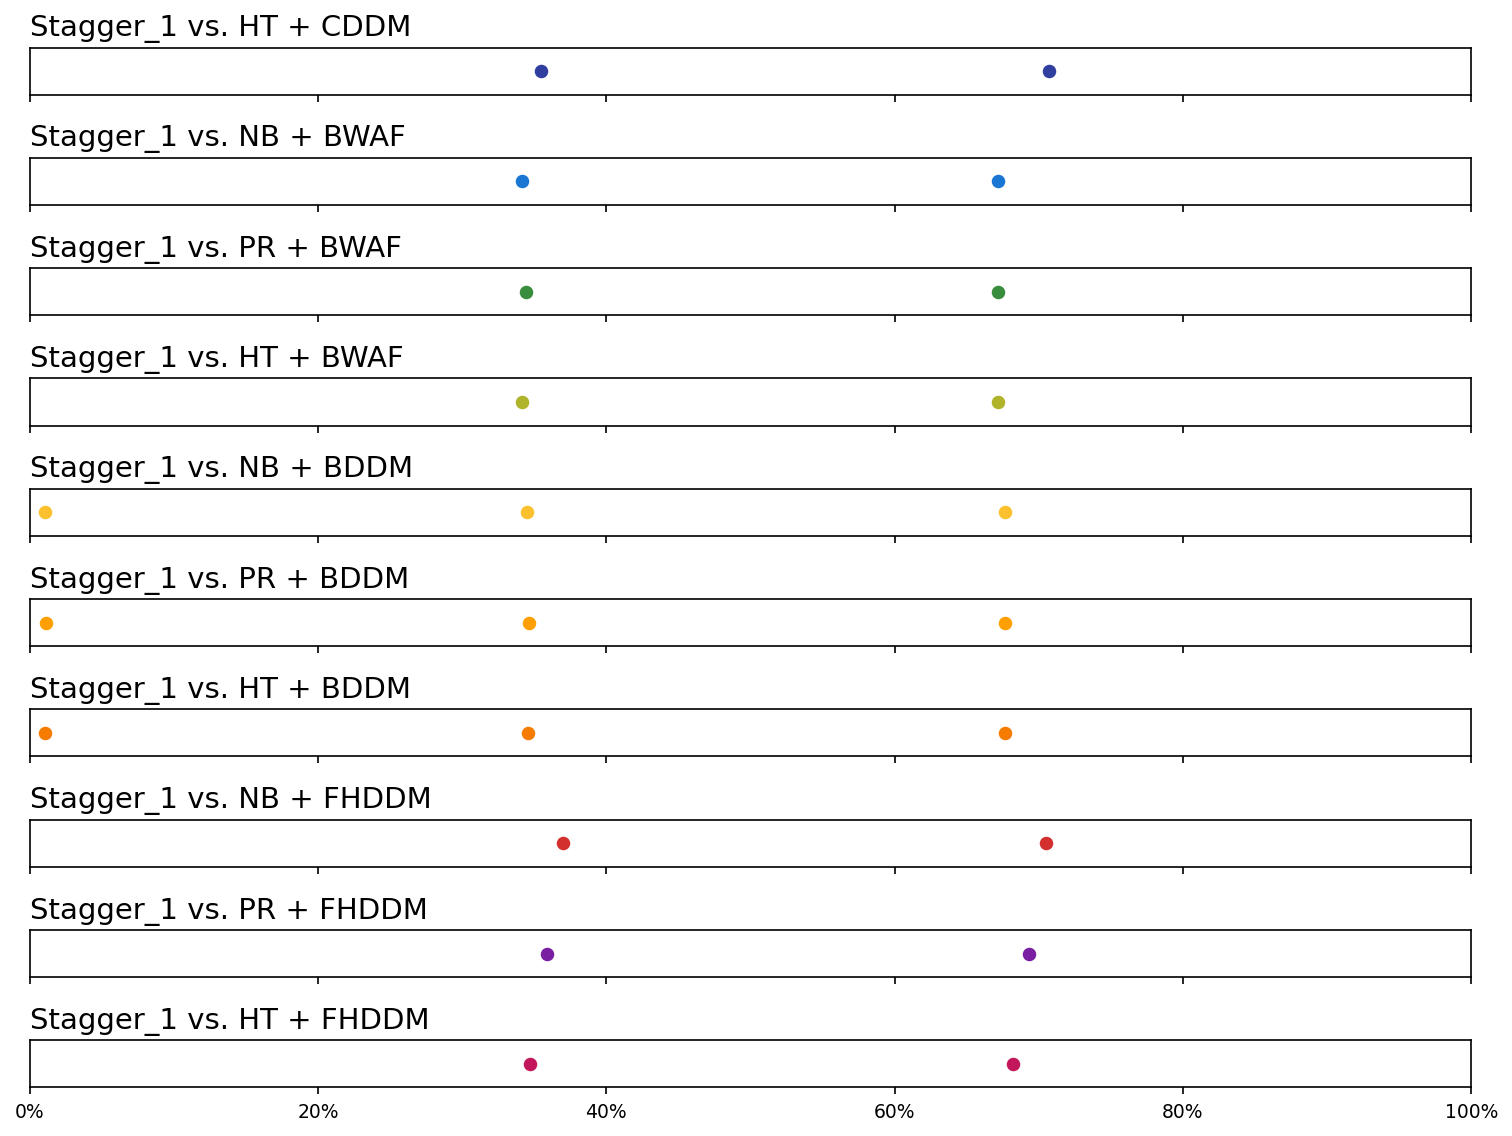 Stagger_1 vs. HT + CDDM
Stagger_1 vs. NB + BWAF
Stagger_1 vs. PR + BWAF
Stagger_1 vs. HT + BWAF
Stagger_1 vs. NB + BDDM
Stagger_1 vs. PR + BDDM
Stagger_1 vs. HT + BDDM
Stagger_1 vs. NB + FHDDM
Stagger_1 vs. PR + FHDDM
Stagger_1 vs. HT + FHDDM
0% 20% 40% 60% 80% 100%